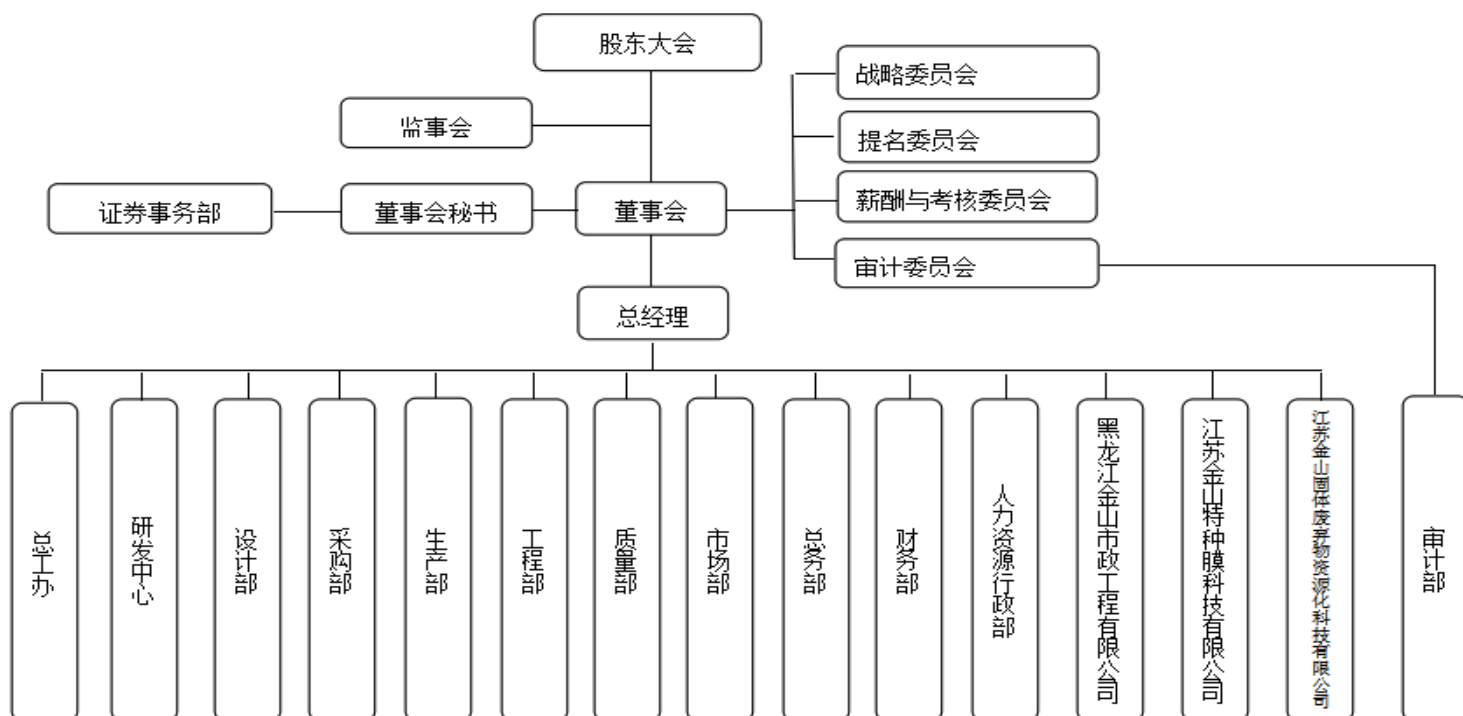 股东大会
战略委员会
监事会
提名委员会
薪酬与考核委员会
证券事务部
董事会秘书
董事会
审计委员会
总经理
总工办
研发中心
设计部
采购部
生产部
工程部
质量部
市场部
总务部
财务部
人力资源行政部
黑龙江金山市政工程有限公司
江苏金山特种膜科技有限公司
江苏金山固体废弃物资源化科技有限公司
审计部